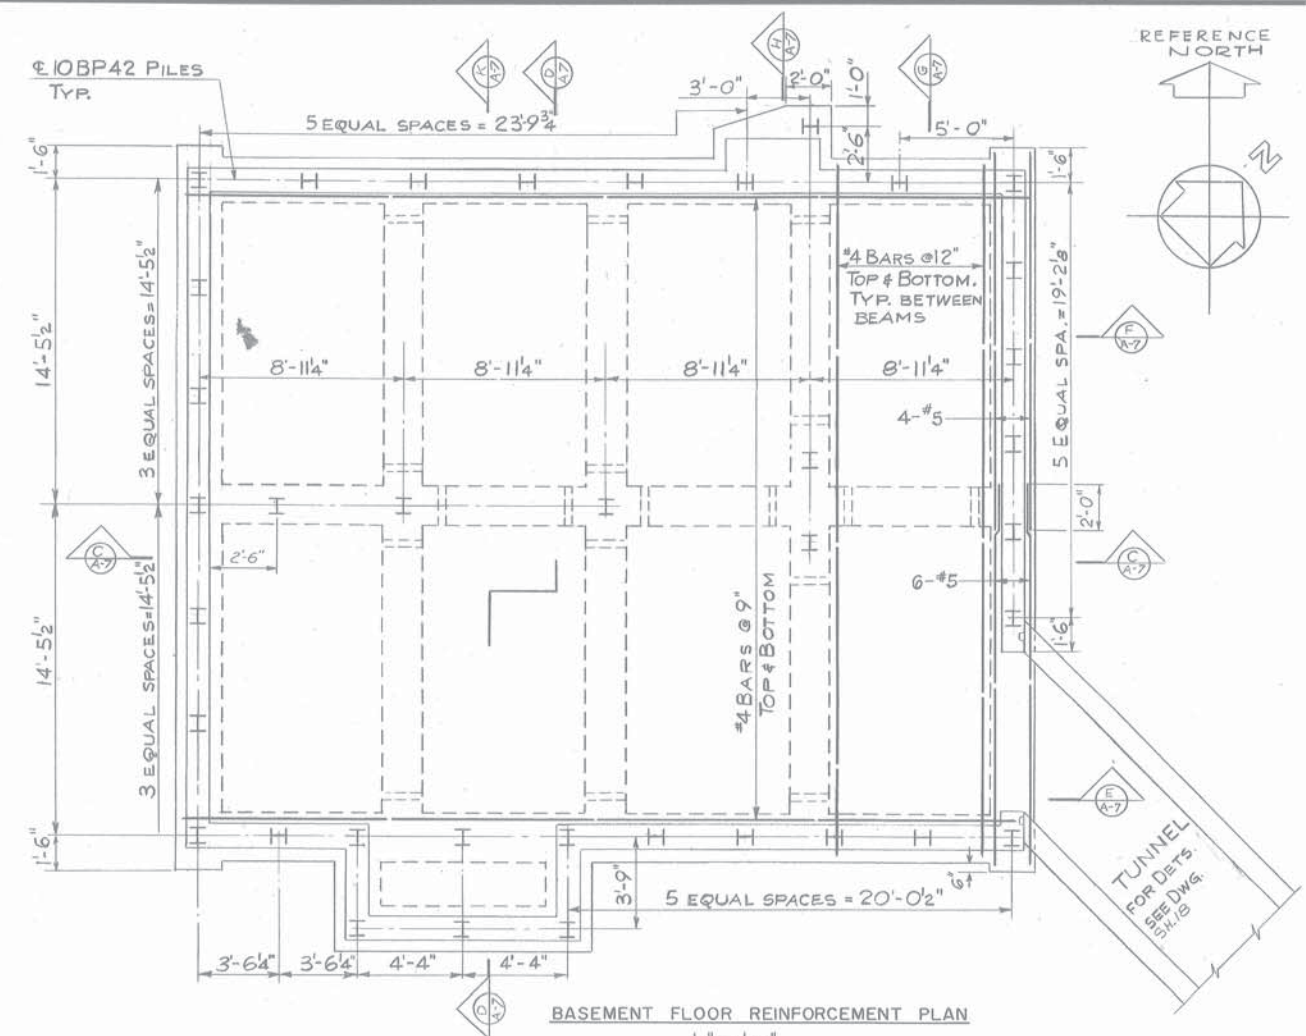 REFERENCE
NORTH
N
℄ 10BP42 PILES
TYP.
K
A-7
D
A-7
H
A-7
G
A-7
3'-0"
2'-0"
1'-0"
2'-6"
5'-0"
5 EQUAL SPACES = 23'-9¾"
1'-6"
1'-6"
14'-5½"
3 EQUAL SPACES = 14'-5½"
#4 BARS @12"
TOP & BOTTOM.
TYP. BETWEEN
BEAMS
5 EQUAL SPA. = 19'-2⅛"
F
A-7
8'-11¼"
8'-11¼"
8'-11¼"
8'-11¼"
4-#5
2'-0"
C
A-7
2'-6"
C
A-7
6-#5
14'-5½"
3 EQUAL SPACES=14'-5½"
#4 BARS @ 9"
TOP & BOTTOM
1'-6"
E
A-7
TUNNEL
FOR DETS.
SEE DWG.
SH.18
1'-6"
3'-9"
5 EQUAL SPACES = 20'-0½"
6"
3'-6¼"
3'-6¼"
4'-4"
4'-4"
D
A-7
BASEMENT FLOOR REINFORCEMENT PLAN